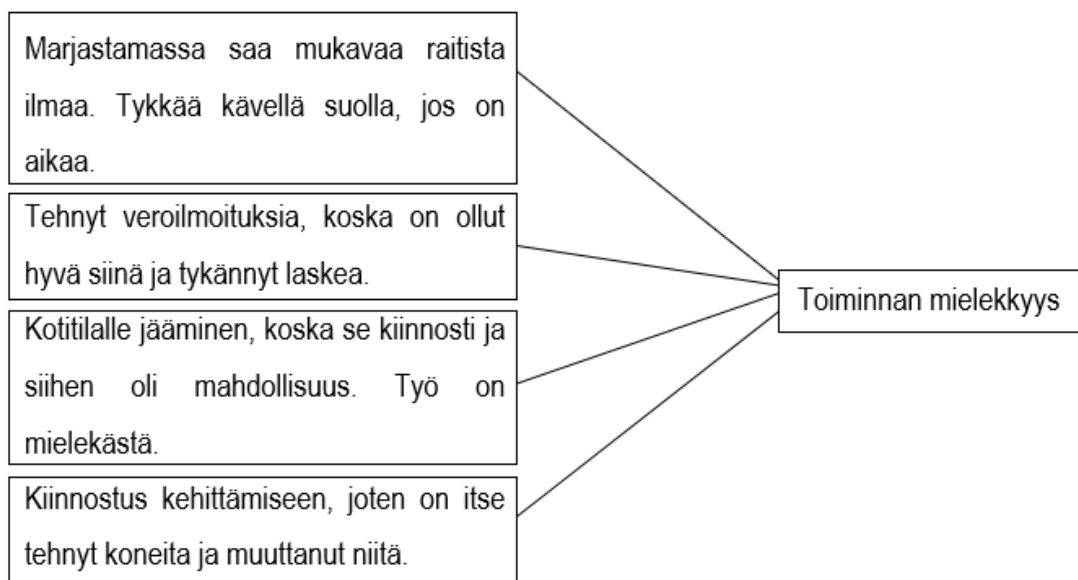 Marjastamassa saa mukavaa raitista
ilmaa. Tykkää kävellä suolla, jos on
aikaa.
Tehnyt veroilmoituksia, koska on ollut
hyvä siinä ja tykännyt laskea.
Kotitilalle jääminen, koska se kiinnosti ja
siihen oli mahdollisuus. Työ on
mielekästä.
Kiinnostus kehittämiseen, joten on itse
tehnyt koneita ja muuttanut niitä.
Toiminnan mielekkyys